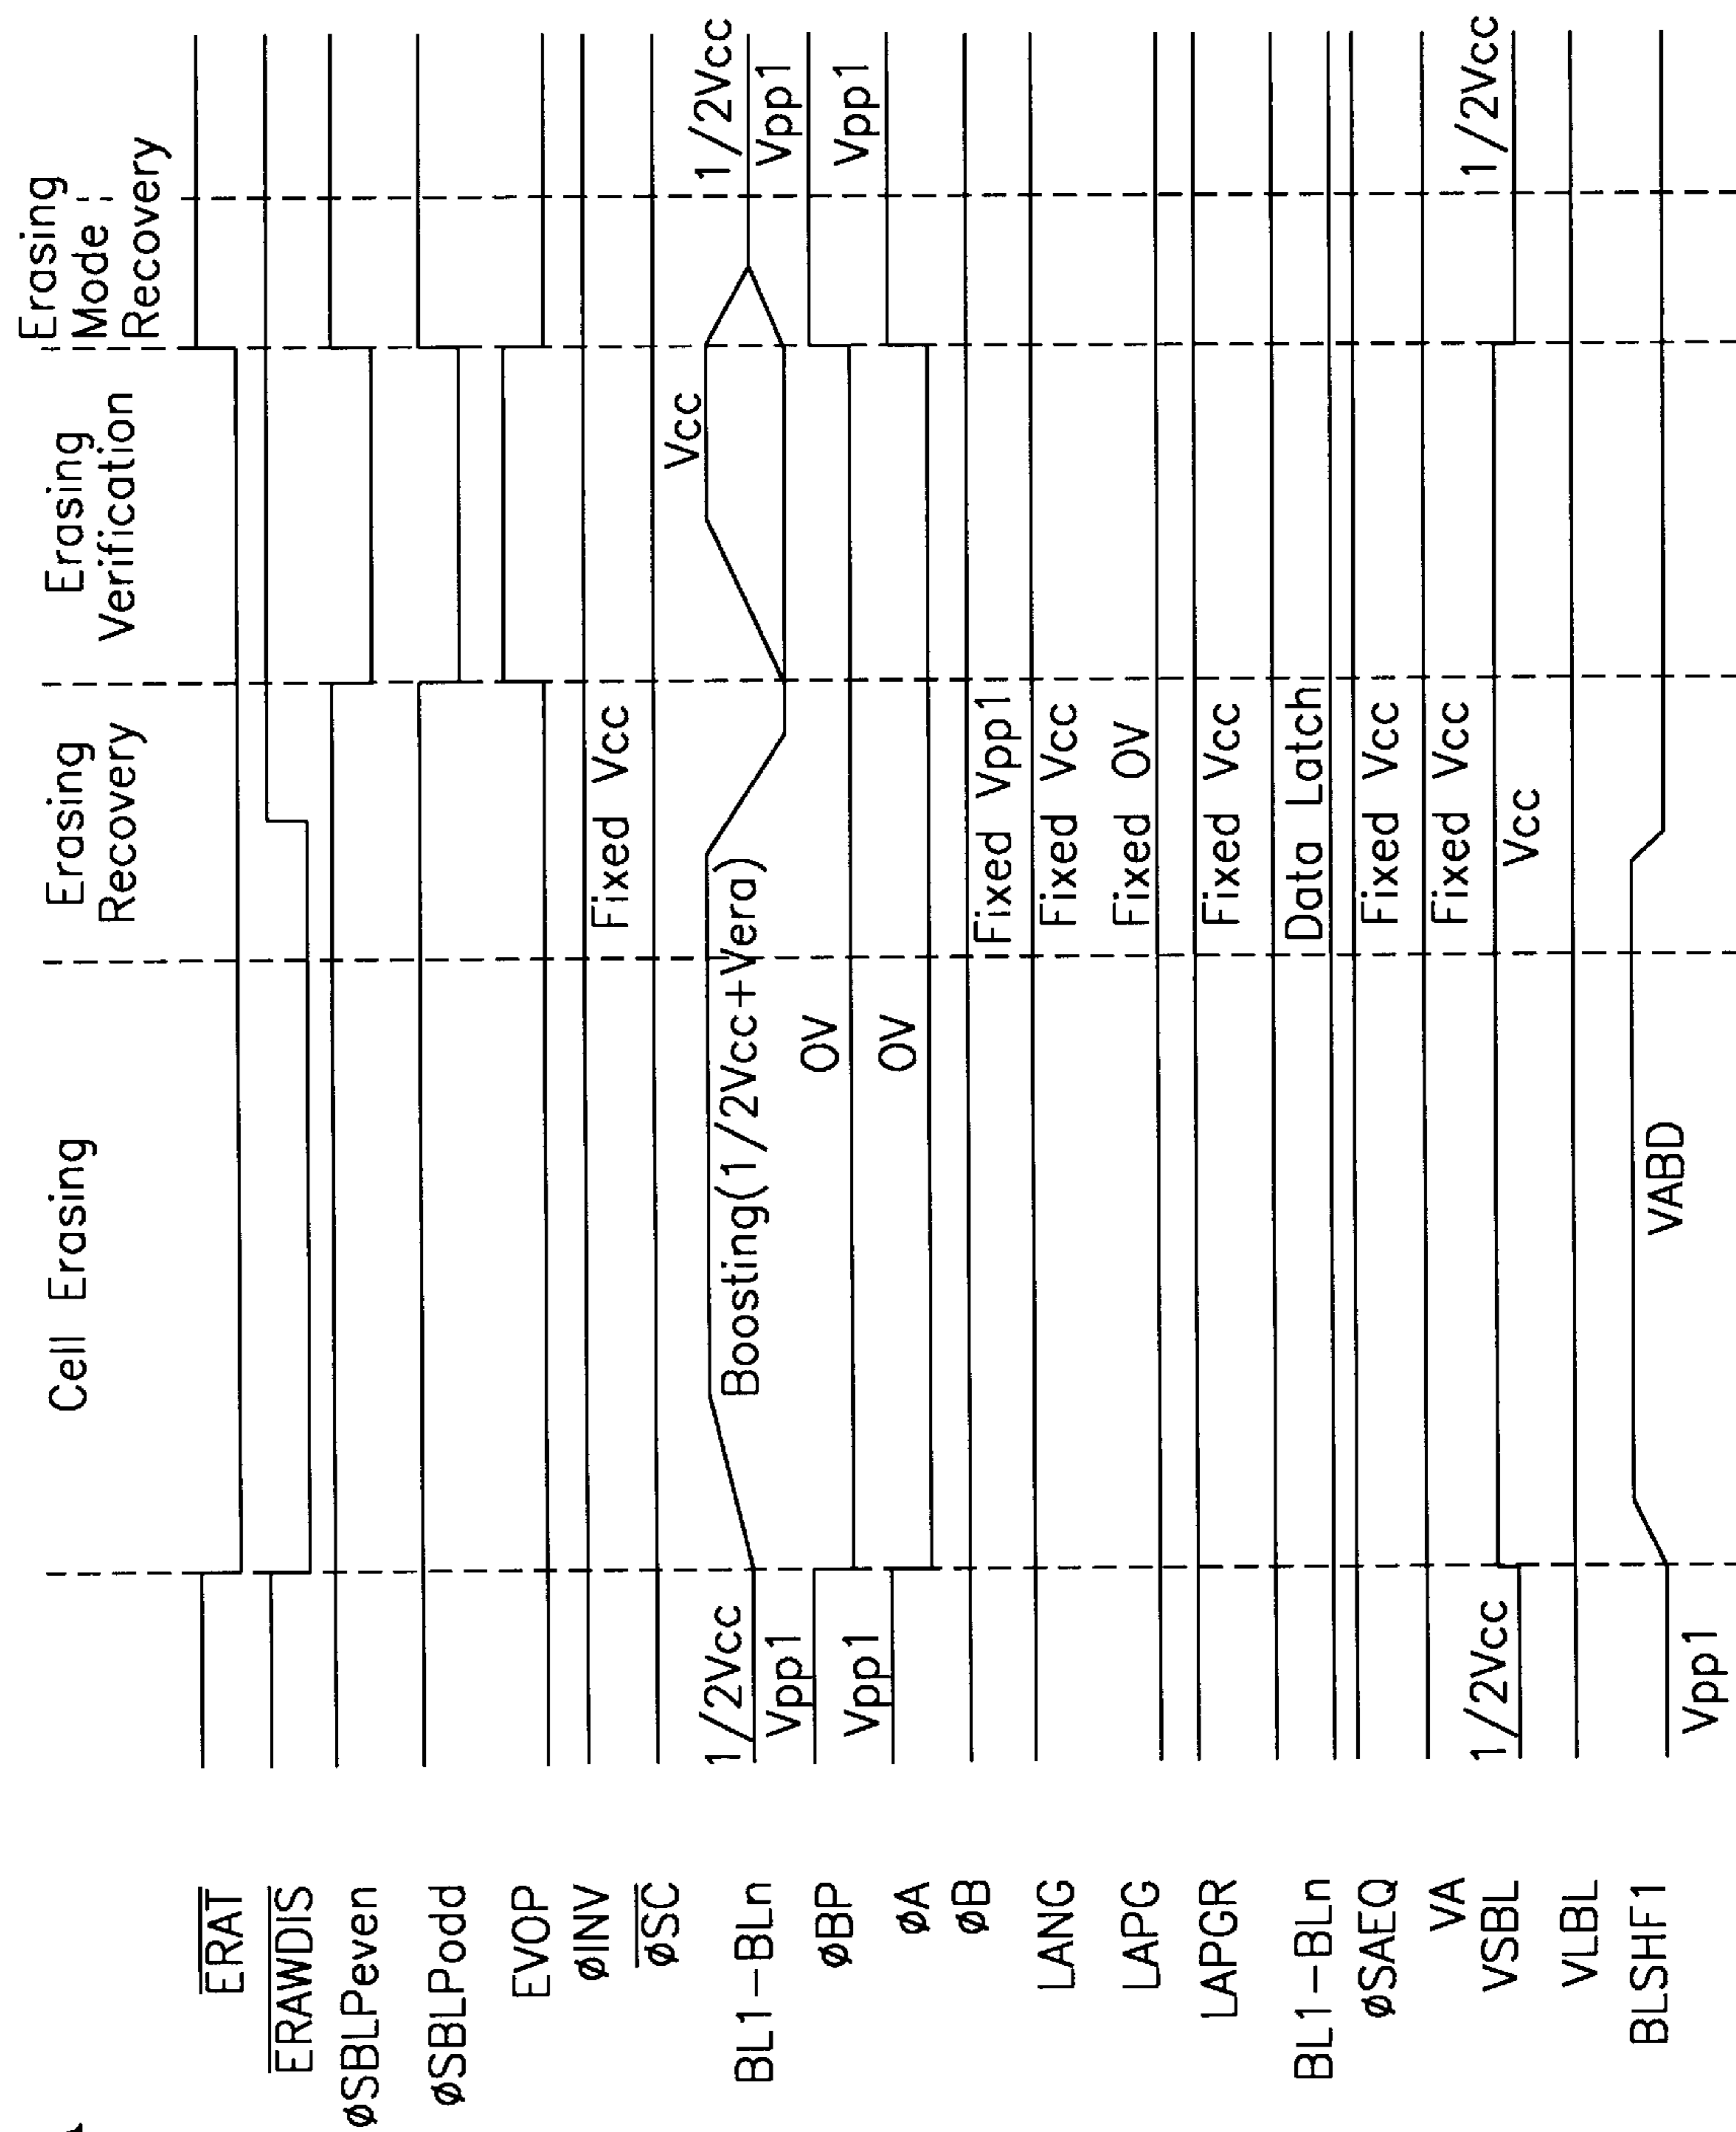 Cell Erasing
Erasing
Recovery
Erasing
Verification
Erasing
Mode
Recovery
ERAT
ERAWDIS
øSBLPeven
øSBLPodd
EVOP
øINV
Fixed Vcc
øSC
BL1-BLn
1/2Vcc
Boosting(1/2Vcc+Vera)
Vcc
1/2Vcc
øBP
Vpp1
OV
Vpp1
øA
Vpp1
OV
Vpp1
øB
Fixed Vpp1
LANG
Fixed Vcc
LAPG
Fixed OV
LAPGR
Fixed Vcc
BL1-BLn
Data Latch
øSAEQ
Fixed Vcc
VA
Fixed Vcc
VSBL
1/2Vcc
Vcc
1/2Vcc
VLBL
BLSHF1
Vpp1
VABD